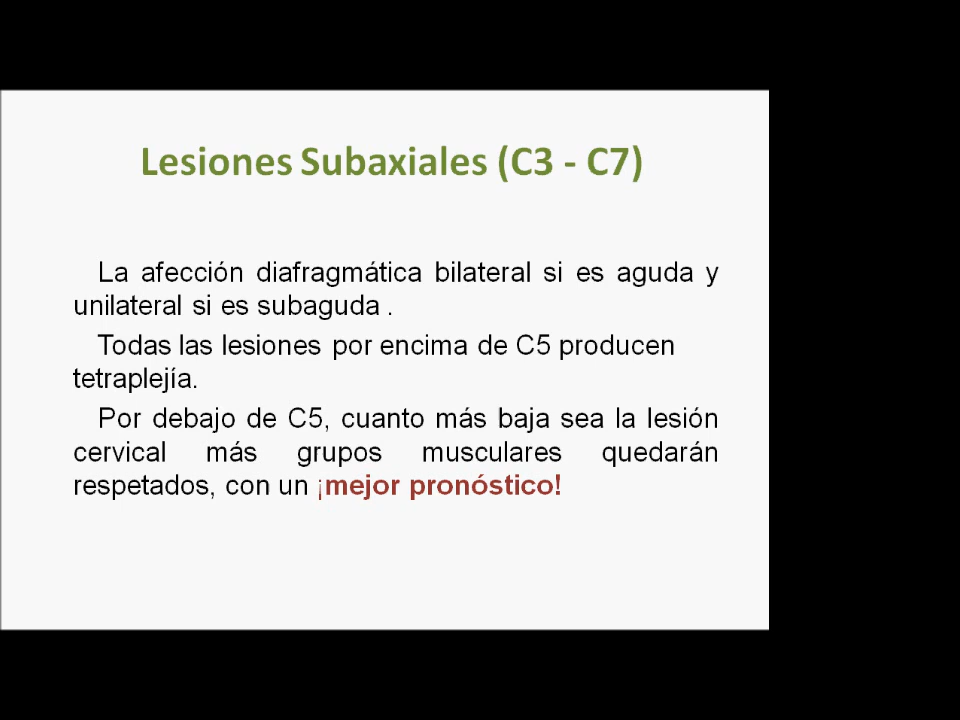 Lesiones Subaxiales (C3 - C7)
La afección diafragmática bilateral si es aguda y
unilateral si es subaguda .
Todas las lesiones por encima de C5 producen
tetraplejía.
Por debajo de C5, cuanto más baja sea la lesión
cervical más grupos musculares quedarán
respetados, con un ¡mejor pronóstico!